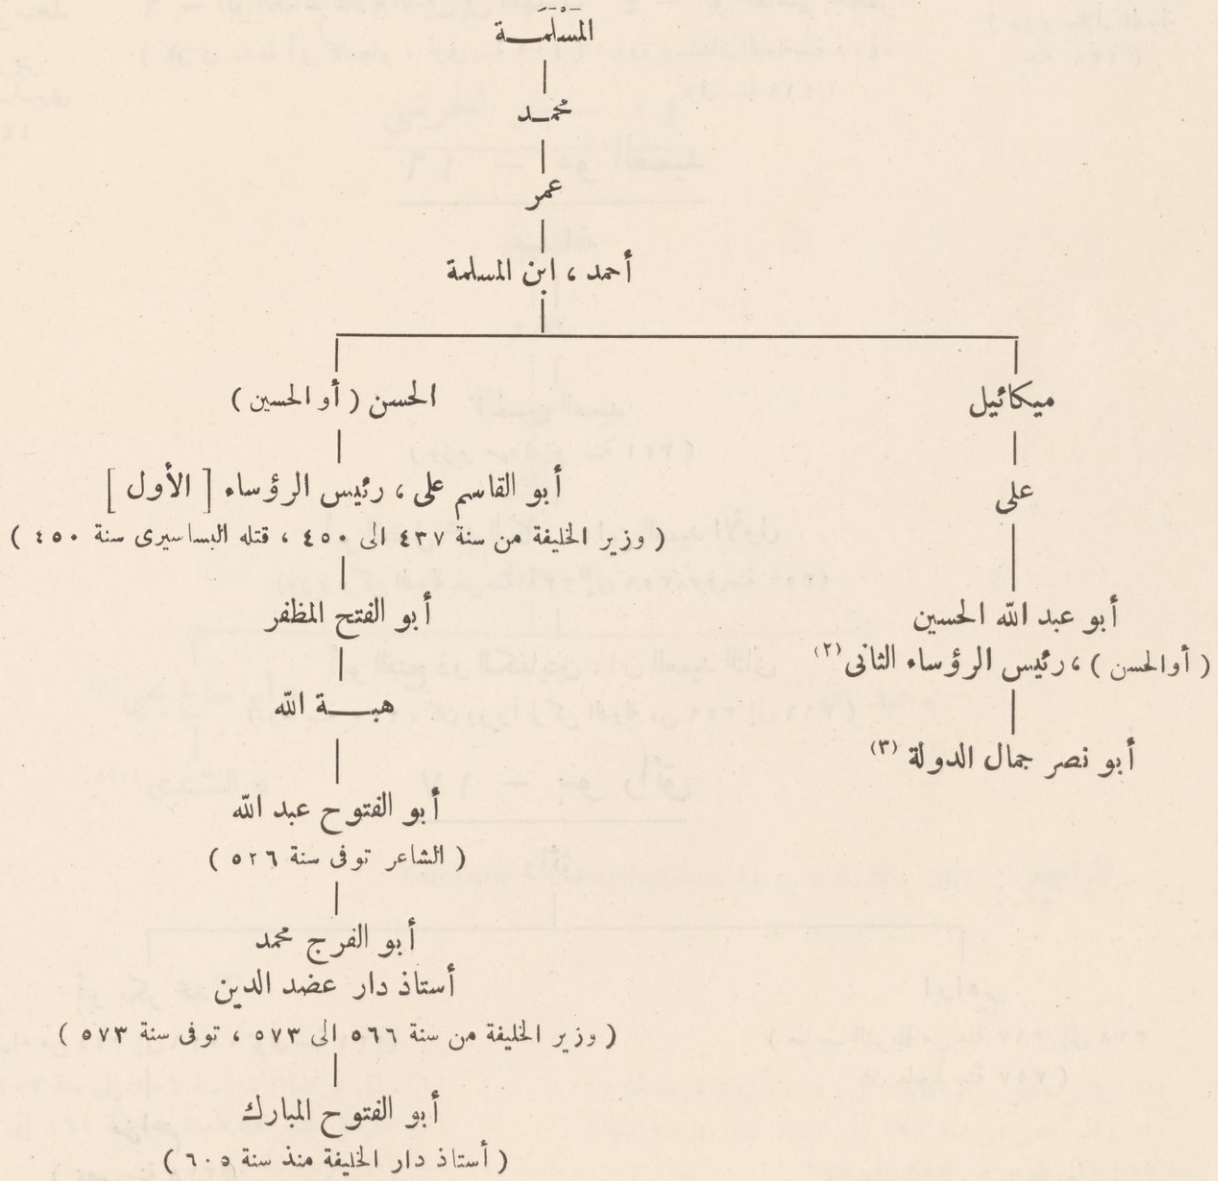 المسلمة
محمد
عمر
أحمد ، ابن المسلمة
ميكائيل
الحسن ( أو الحسين )
على
أبو القاسم على ، رئيس الرؤساء [ الأول ]
( وزير الخليفة من سنة ٤٣٧ الى ٤٥٠ ، قتله البساسيرى سنة ٤٥٠ )
أبو عبد الله الحسين
( أوالحسن ) ، رئيس الرؤساء الثانى (٢)
أبو الفتح المظفر
هبـــة الله
أبو نصر جمال الدولة (٣)
أبو الفتوح عبد الله
( الشاعر توفى سنة ٥٢٦ )
أبو الفرج محمد
أستاذ دار عضد الدين
( وزير الخليفة من سنة ٥٦٦ الى ٥٧٣ ، توفى سنة ٥٧٣ )
أبو الفتوح المبارك
( أستاذ دار الخليفة منذ سنة ٦٠٥ )